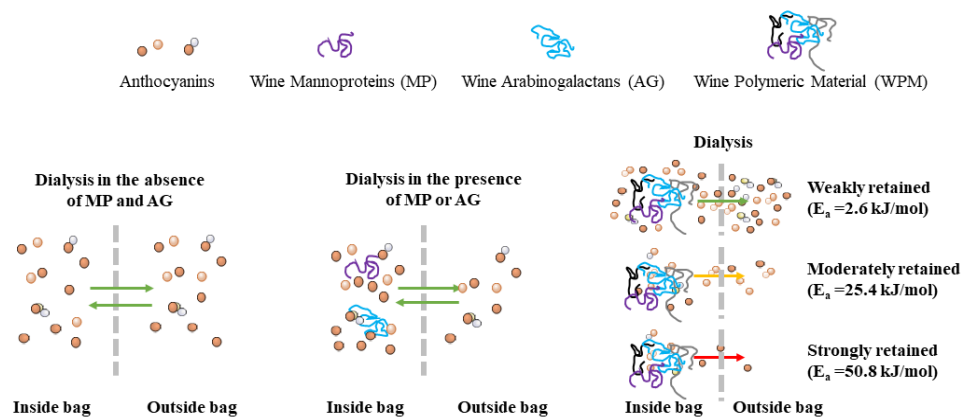 Anthocyanins
Wine Mannoproteins (MP)
Wine Arabinogalactans (AG)
Wine Polymeric Material (WPM)
Dialysis in the absence
of MP and AG
Inside bag
Outside bag
Dialysis in the presence
of MP or AG
Inside bag
Outside bag
Dialysis
Weakly retained
(Ea =2.6 kJ/mol)
Moderately retained
(Ea =25.4 kJ/mol)
Strongly retained
(Ea =50.8 kJ/mol)
Inside bag
Outside bag